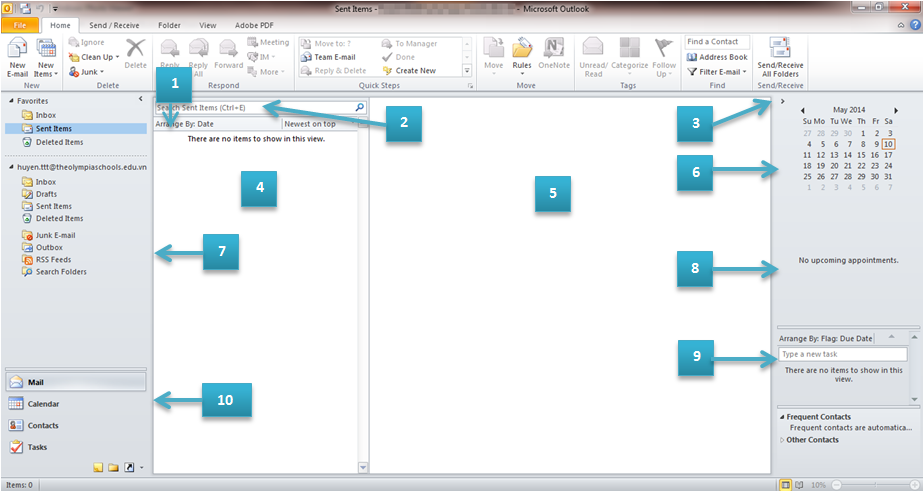 Sent Items - - Microsoft Outlook
File Home Send / Receive Folder View Adobe PDF
New E-mail
New Items
New
Ignore
Clean Up
Junk
Delete
Delete
Reply
Reply All
Forward
Meeting
IM
More
Respond
Move to: ?
Team E-mail
Reply & Delete
To Manager
Done
Create New
Quick Steps
Move
Rules
OneNote
Move
Unread/ Read
Categorize
Follow Up
Tags
Find a Contact
Address Book
Filter E-mail
Find
Send/Receive All Folders
Send/Receive
1
2
3
4
5
6
7
8
9
10
Favorites
Inbox
Sent Items
Deleted Items
huyen.ttt@theolympiaschools.edu.vn
Inbox
Drafts
Sent Items
Deleted Items
Junk E-mail
Outbox
RSS Feeds
Search Folders
Mail
Calendar
Contacts
Tasks
Search Sent Items (Ctrl+E)
Arrange By: Date Newest on top
There are no items to show in this view.
May 2014
Su Mo Tu We Th Fr Sa
27 28 29 30 1 2 3
4 5 6 7 8 9 10
11 12 13 14 15 16 17
18 19 20 21 22 23 24
25 26 27 28 29 30 31
1 2 3 4 5 6 7
No upcoming appointments.
Arrange By: Flag: Due Date
Type a new task
There are no items to show in this
view.
Frequent Contacts
Frequent contacts are automatica...
Other Contacts
Items: 0
10%